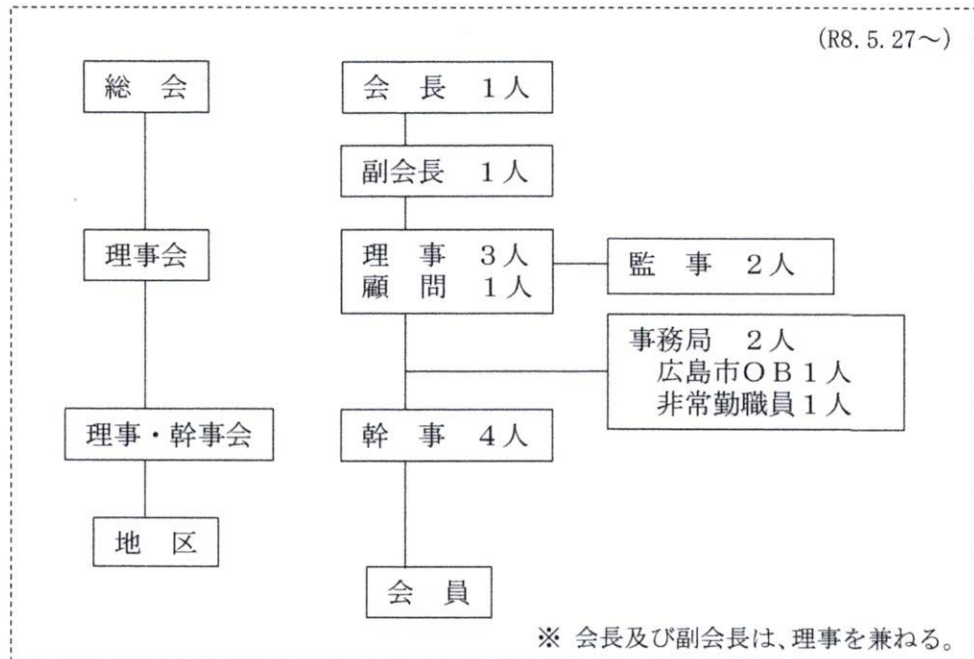 (R8.5.27～)
総　会
会　長　1人
副会長　1人
理事会
理　事　3人
顧　問　1人
監　事　2人
事務局　2人
広島市OB1人
非常勤職員1人
理事・幹事会
幹　事　4人
地　区
会　員
※ 会長及び副会長は、理事を兼ねる。